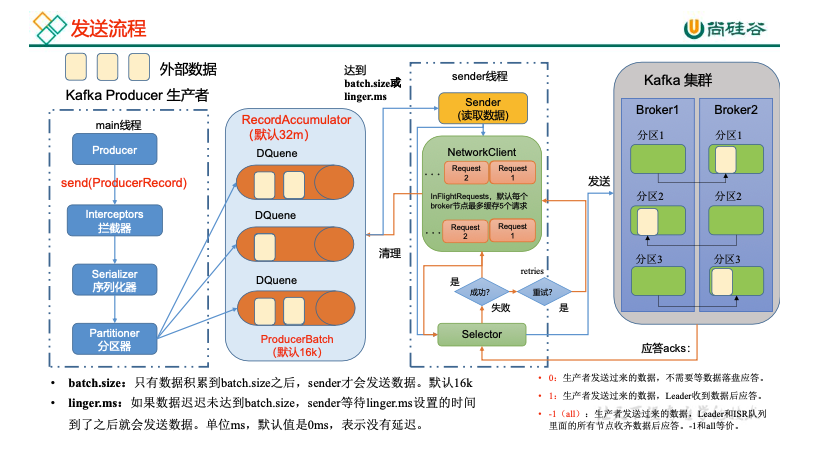 发送流程
尚硅谷
外部数据
Kafka Producer 生产者
main线程
Producer
send(ProducerRecord)
Interceptors
拦截器
Serializer
序列化器
Partitioner
分区器
RecordAccumulator
（默认32m）
DQuene
DQuene
DQuene
ProducerBatch
（默认16k）
达到
batch.size或
linger.ms
清理
sender线程
Sender
(读取数据)
NetworkClient
...
Request
2
Request
1
InFlightRequests，默认每个
broker节点最多缓存5个请求
...
Request
2
Request
1
是
成功?
失败
retries
重试?
是
Selector
发送
Kafka 集群
Broker1
Broker2
分区1
分区1
分区2
分区2
分区3
分区3
应答acks：
• batch.size：只有数据积累到batch.size之后，sender才会发送数据。默认16k
• linger.ms：如果数据迟迟未达到batch.size，sender等待linger.ms设置的时间
到了之后就会发送数据。单位ms，默认值是0ms，表示没有延迟。
• 0：生产者发送过来的数据，不需要等数据落盘应答。
• 1：生产者发送过来的数据，Leader收到数据后应答。
• -1（all）：生产者发送过来的数据，Leader和ISR队列
里面的所有节点收齐数据后应答。-1和all等价。